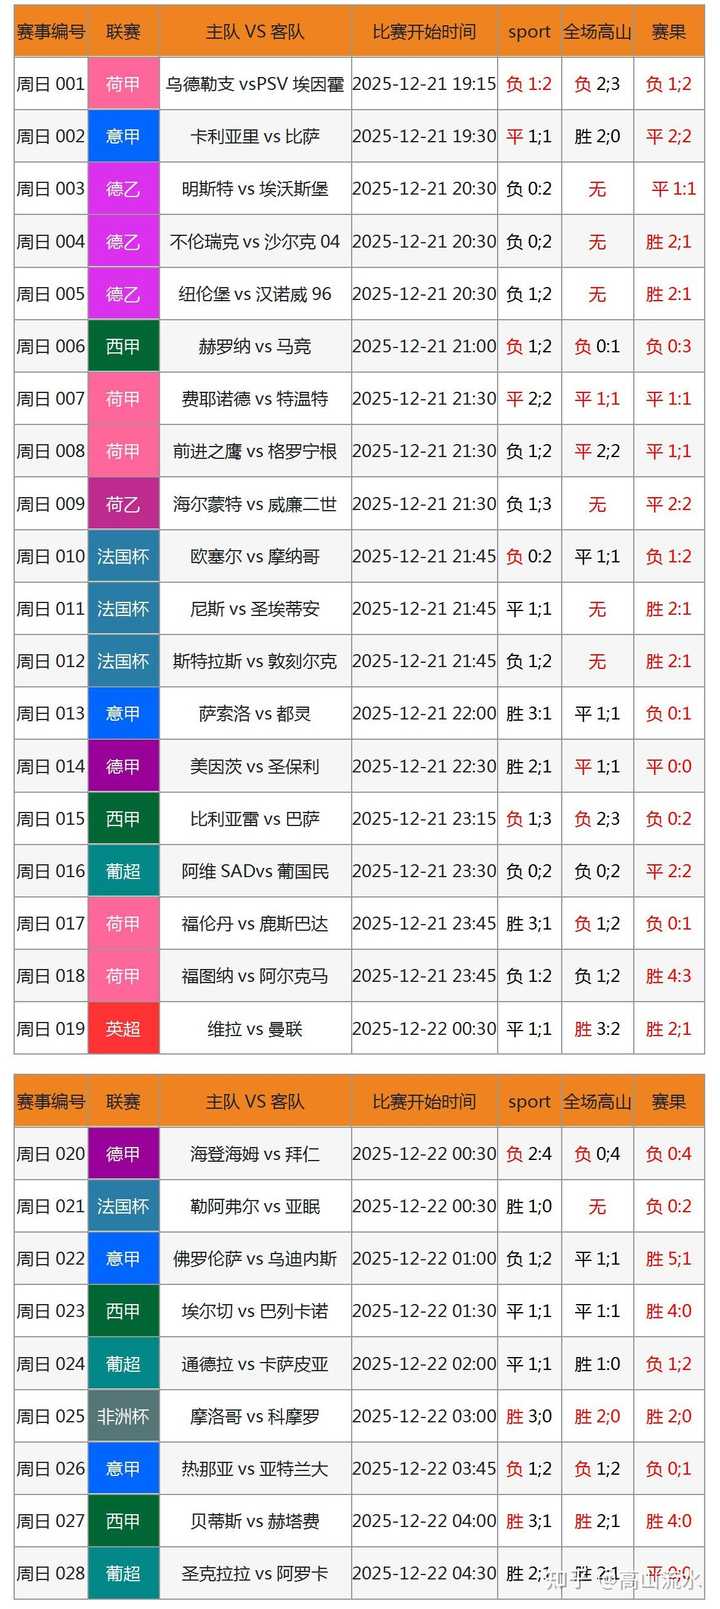 赛事编号 联赛 主队 VS 客队 比赛开始时间 sport 全场高山 赛果
周日 001 荷甲 乌德勒支 vsPSV 埃因霍 2025-12-21 19:15 负 1:2 负 2;3 负 1;2
周日 002 意甲 卡利亚里 vs 比萨 2025-12-21 19:30 平 1;1 胜 2;0 平 2;2
周日 003 德乙 明斯特 vs 埃沃斯堡 2025-12-21 20:30 负 0:2 无 平 1:1
周日 004 德乙 不伦瑞克 vs 沙尔克 04 2025-12-21 20:30 负 0;2 无 胜 2;1
周日 005 德乙 纽伦堡 vs 汉诺威 96 2025-12-21 20:30 负 1;2 无 胜 2:1
周日 006 西甲 赫罗纳 vs 马竞 2025-12-21 21:00 负 1;2 负 0:1 负 0:3
周日 007 荷甲 费耶诺德 vs 特温特 2025-12-21 21:30 平 2;2 平 1;1 平 1:1
周日 008 荷甲 前进之鹰 vs 格罗宁根 2025-12-21 21:30 负 1;2 平 2;2 平 1;1
周日 009 荷乙 海尔蒙特 vs 威廉二世 2025-12-21 21:30 负 1;3 无 平 2:2
周日 010 法国杯 欧塞尔 vs 摩纳哥 2025-12-21 21:45 负 0:2 平 1;1 负 1:2
周日 011 法国杯 尼斯 vs 圣埃蒂安 2025-12-21 21:45 平 1;1 无 胜 2:1
周日 012 法国杯 斯特拉斯 vs 敦刻尔克 2025-12-21 21:45 负 1;2 无 胜 2:1
周日 013 意甲 萨索洛 vs 都灵 2025-12-21 22:00 胜 3:1 平 1;1 负 0:1
周日 014 德甲 美因茨 vs 圣保利 2025-12-21 22:30 胜 2;1 平 1;1 平 0:0
周日 015 西甲 比利亚雷 vs 巴萨 2025-12-21 23:15 负 1;3 负 2;3 负 0:2
周日 016 葡超 阿维 SADvs 葡国民 2025-12-21 23:30 负 0;2 负 0;2 平 2:2
周日 017 荷甲 福伦丹 vs 鹿斯巴达 2025-12-21 23:45 胜 3;1 负 1;2 负 0:1
周日 018 荷甲 福图纳 vs 阿尔克马 2025-12-21 23:45 负 1:2 负 1;2 胜 4:3
周日 019 英超 维拉 vs 曼联 2025-12-22 00:30 平 1;1 胜 3:2 胜 2;1
赛事编号 联赛 主队 VS 客队 比赛开始时间 sport 全场高山 赛果
周日 020 德甲 海登海姆 vs 拜仁 2025-12-22 00:30 负 2:4 负 0;4 负 0:4
周日 021 法国杯 勒阿弗尔 vs 亚眠 2025-12-22 00:30 胜 1;0 无 负 0:2
周日 022 意甲 佛罗伦萨 vs 乌迪内斯 2025-12-22 01:00 负 1;2 平 1;1 胜 5;1
周日 023 西甲 埃尔切 vs 巴列卡诺 2025-12-22 01:30 平 1;1 平 1:1 胜 4:0
周日 024 葡超 通德拉 vs 卡萨皮亚 2025-12-22 02:00 平 1;1 胜 1:0 负 1;2
周日 025 非洲杯 摩洛哥 vs 科摩罗 2025-12-22 03:00 胜 3;0 胜 2;0 胜 2;0
周日 026 意甲 热那亚 vs 亚特兰大 2025-12-22 03:45 负 1;2 负 1;2 负 0;1
周日 027 西甲 贝蒂斯 vs 赫塔费 2025-12-22 04:00 胜 3;1 胜 2;1 胜 4:0
周日 028 葡超 圣克拉拉 vs 阿罗卡 2025-12-22 04:30 胜 2;1 胜 2;1 平 0;0
知乎 @高山流水